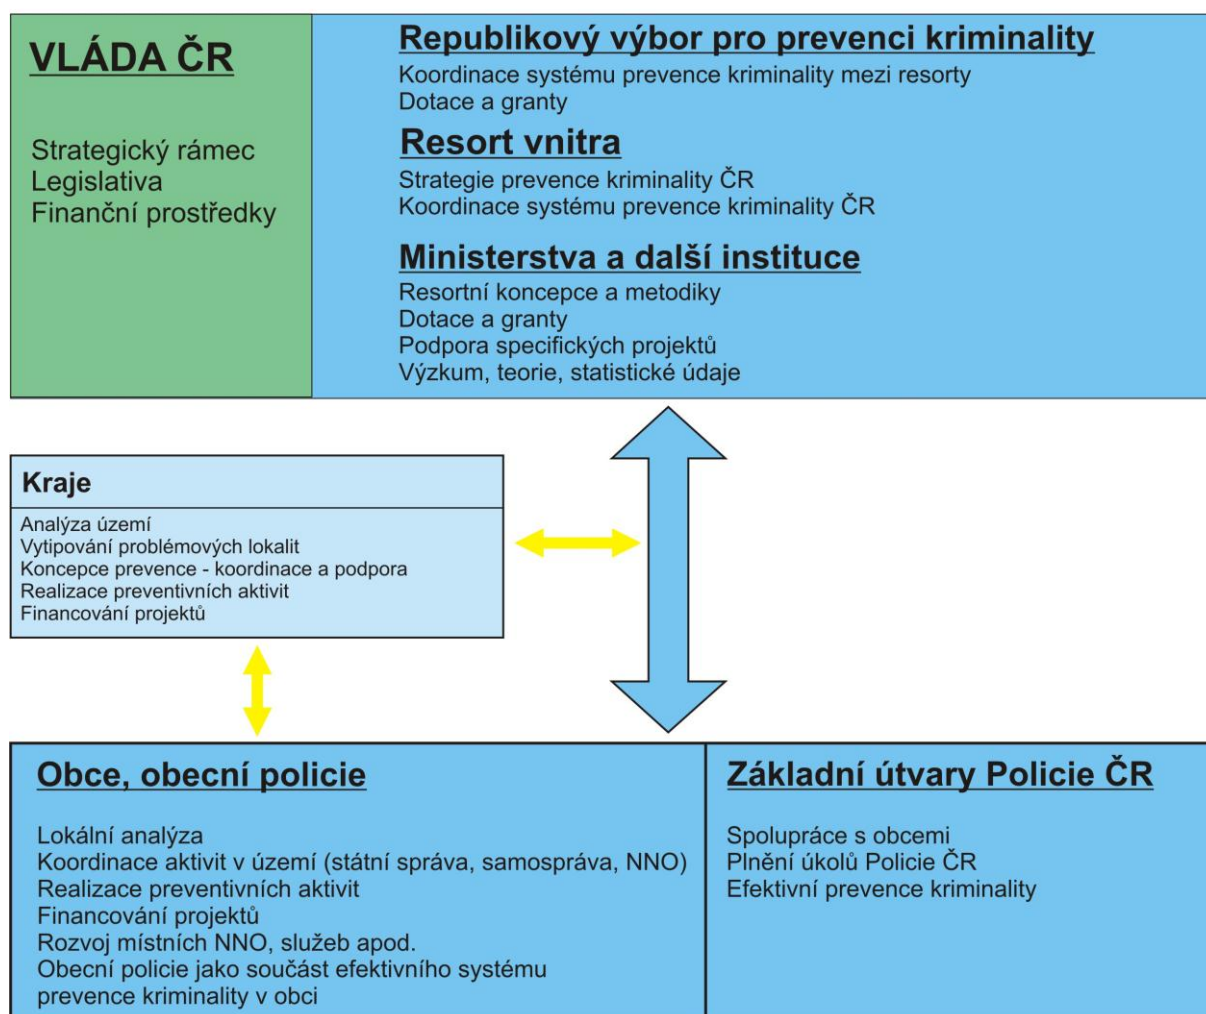 VLÁDA ČR
Strategický rámec
Legislativa
Finanční prostředky
Republikový výbor pro prevenci kriminality
Koordinace systému prevence kriminality mezi resorty
Dotace a granty
Resort vnitra
Strategie prevence kriminality ČR
Koordinace systému prevence kriminality ČR
Ministerstva a další instituce
Resortní koncepce a metodiky
Dotace a granty
Podpora specifických projektů
Výzkum, teorie, statistické údaje
Kraje
Analýza území
Vytipování problémových lokalit
Koncepce prevence - koordinace a podpora
Realizace preventivních aktivit
Financování projektů
Obce, obecní policie
Lokální analýza
Koordinace aktivit v území (státní správa, samospráva, NNO)
Realizace preventivních aktivit
Financování projektů
Rozvoj místních NNO, služeb apod.
Obecní policie jako součást efektivního systému
prevence kriminality v obci
Základní útvary Policie ČR
Spolupráce s obcemi
Plnění úkolů Policie ČR
Efektivní prevence kriminality